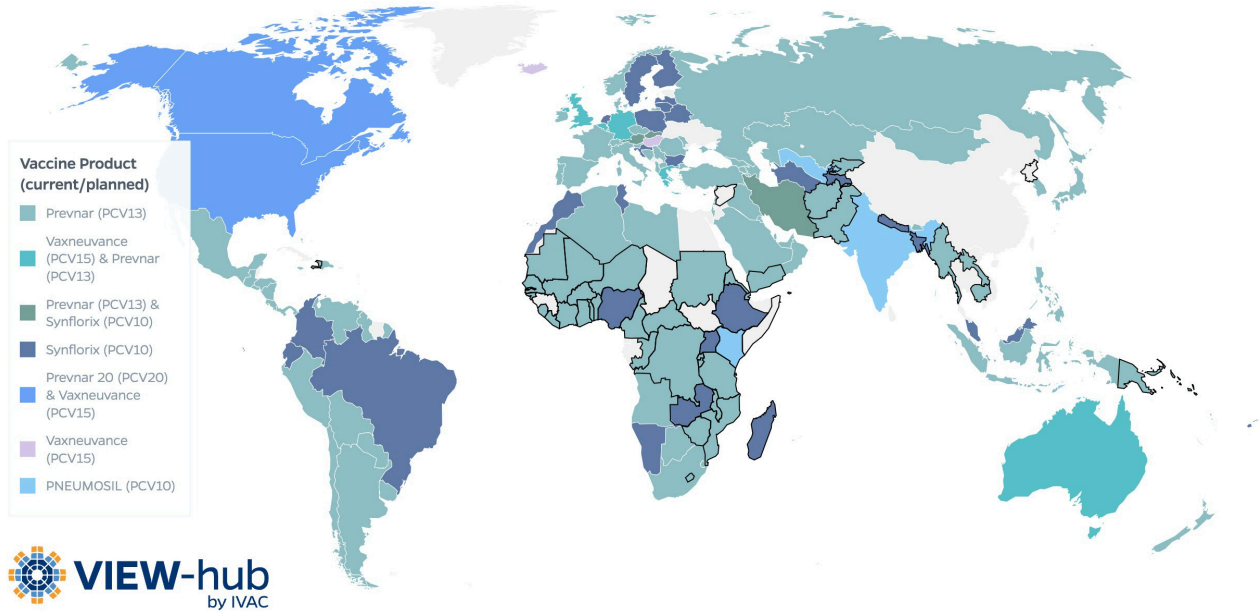 Vaccine Product
(current/planned)
Prevnar (PCV13)
Vaxneuvance
(PCV15) & Prevnar
(PCV13)
Prevnar (PCV13) &
Synflorix (PCV10)
Synflorix (PCV10)
Prevnar 20 (PCV20)
& Vaxneuvance
(PCV15)
Vaxneuvance
(PCV15)
PNEUMOSIL (PCV10)
VIEW-hub
by IVAC